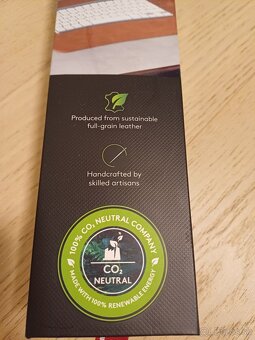 Produced from sustainable
full-grain leather
Handcrafted by
skilled artisans
100% CO₂ NEUTRAL COMPANY
CO₂
NEUTRAL
MADE WITH 100% RENEWABLE ENERGY